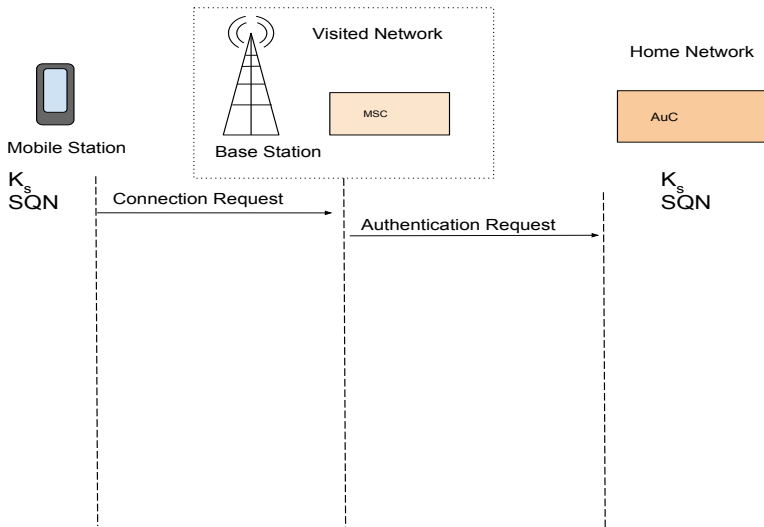 Visited Network
Home Network
MSC
AuC
Mobile Station
Base Station
Kₛ
SQN
Kₛ
SQN
Connection Request
Authentication Request